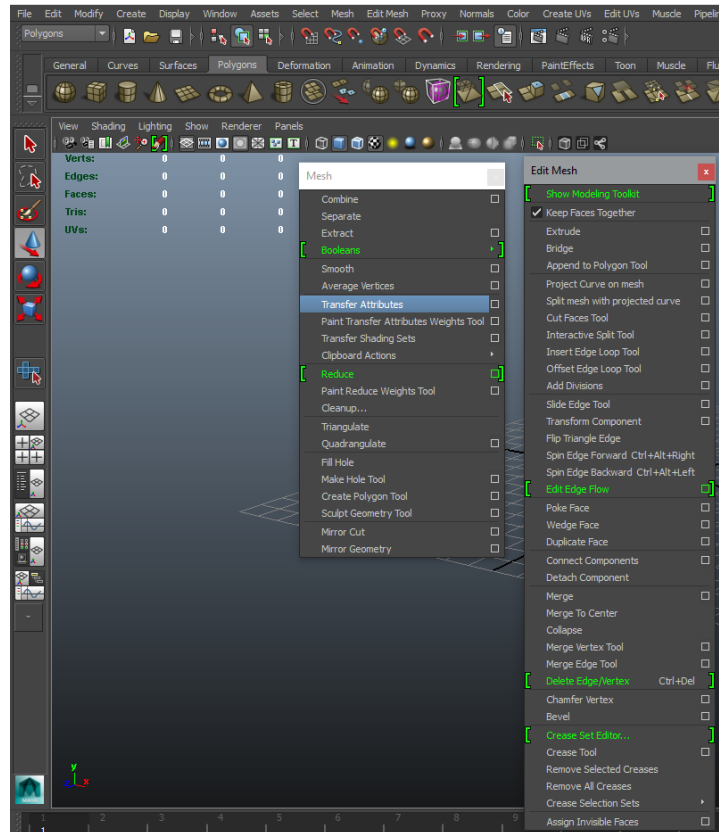 File Edit Modify Create Display Window Assets Select Mesh Edit Mesh Proxy Normals Color Create UVs Edit UVs Muscle
Polygons
General Curves Surfaces Polygons Deformation Animation Dynamics Rendering PaintEffects Toon Muscle
View Shading Lighting Show Renderer Panels
Verts: 0 0 0
Edges: 0 0 0
Faces: 0 0 0
Tris: 0 0 0
UVs: 0 0 0
Mesh
Combine
Separate
Extract
Booleans
Smooth
Average Vertices
Transfer Attributes
Paint Transfer Attributes Weights Tool
Transfer Shading Sets
Clipboard Actions
Reduce
Paint Reduce Weights Tool
Cleanup...
Triangulate
Quadrangulate
Fill Hole
Make Hole Tool
Create Polygon Tool
Sculpt Geometry Tool
Mirror Cut
Mirror Geometry
Edit Mesh
x
Show Modeling Toolkit
Keep Faces Together
Extrude
Bridge
Append to Polygon Tool
Project Curve on mesh
Split mesh with projected curve
Cut Faces Tool
Interactive Split Tool
Insert Edge Loop Tool
Offset Edge Loop Tool
Add Divisions
Slide Edge Tool
Transform Component
Flip Triangle Edge
Spin Edge Forward Ctrl+Alt+Right
Spin Edge Backward Ctrl+Alt+Left
Edit Edge Flow
Poke Face
Wedge Face
Duplicate Face
Connect Components
Detach Component
Merge
Merge To Center
Collapse
Merge Vertex Tool
Merge Edge Tool
Delete Edge/Vertex Ctrl+Del
Chamfer Vertex
Bevel
Crease Set Editor...
Crease Tool
Remove Selected Creases
Remove All Creases
Crease Selection Sets
Assign Invisible Faces
y
x
1 2 3 4 5 6 7 8 9
1